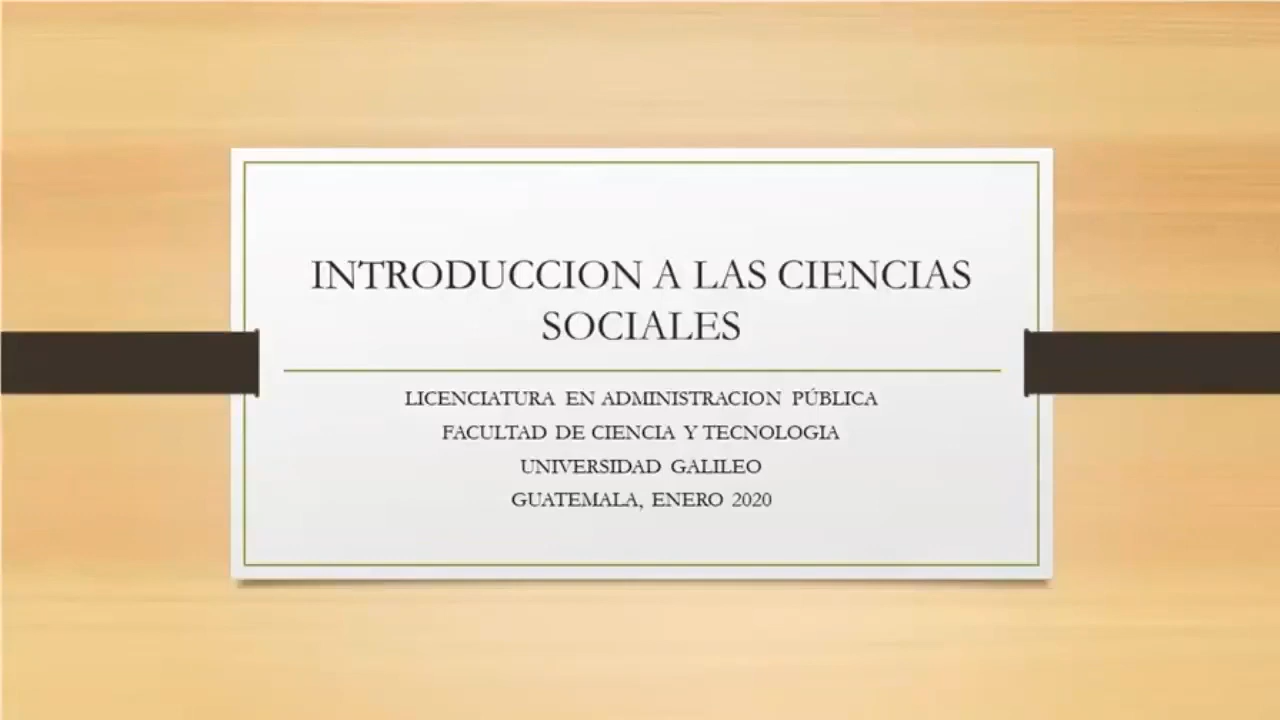 INTRODUCCION A LAS CIENCIAS
SOCIALES
LICENCIATURA EN ADMINISTRACION PÚBLICA
FACULTAD DE CIENCIA Y TECNOLOGIA
UNIVERSIDAD GALILEO
GUATEMALA, ENERO 2020